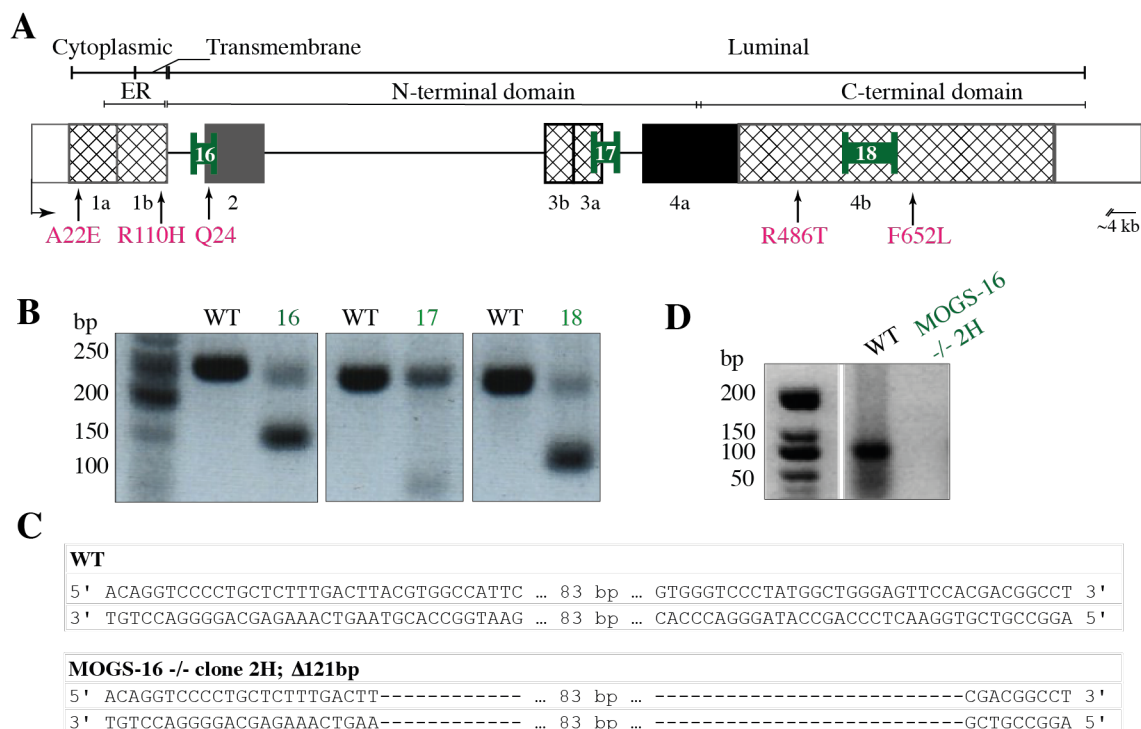 A
Cytoplasmic Transmembrane Luminal
ER N-terminal domain C-terminal domain
16 17 18
1a 1b 2 3b 3a 4a 4b
A22E R110H Q24 R486T F652L ~4 kb
B
bp WT 16 WT 17 WT 18
250
200
150
100
D
bp WT MOGS-16 -/- 2H
200
150
100
50
C
WT
5' ACAGGTCCCCTGCTCTTTGACTTACGTGGCCATTC … 83 bp … GTGGGTCCCTATGGCTGGGAGTTCCACGACGGCCT 3'
3' TGTCCAGGGGACGAGAAACTGAATGCACCGGTAAG … 83 bp … CACCCAGGGATACCGACCCTCAAGGTGCTGCCGGA 5'
MOGS-16 -/- clone 2H; Δ121bp
5' ACAGGTCCCCTGCTCTTTGACTT------------ … 83 bp … --------------------------CGACGGCCT 3'
3' TGTCCAGGGGACGAGAAACTGAA------------ … 83 bp … --------------------------GCTGCCGGA 5'